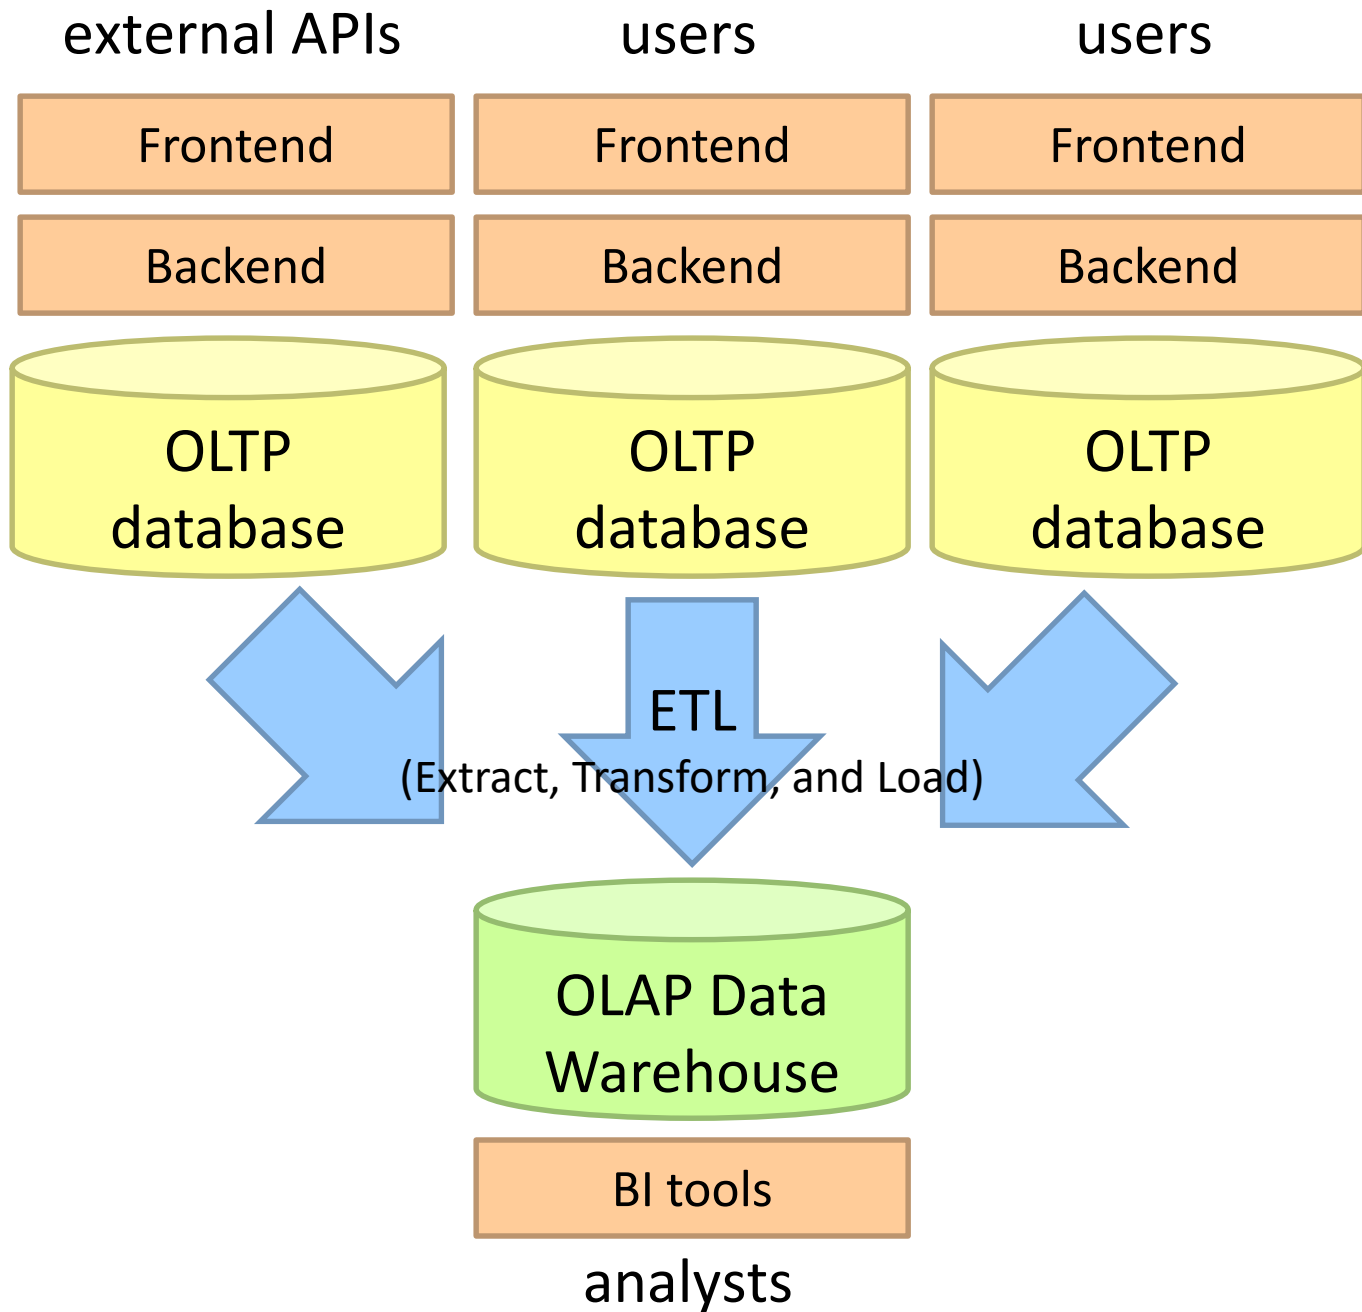 external APIs
users
users
Frontend
Frontend
Frontend
Backend
Backend
Backend
OLTP
database
OLTP
database
OLTP
database
ETL
(Extract, Transform, and Load)
OLAP Data
Warehouse
BI tools
analysts